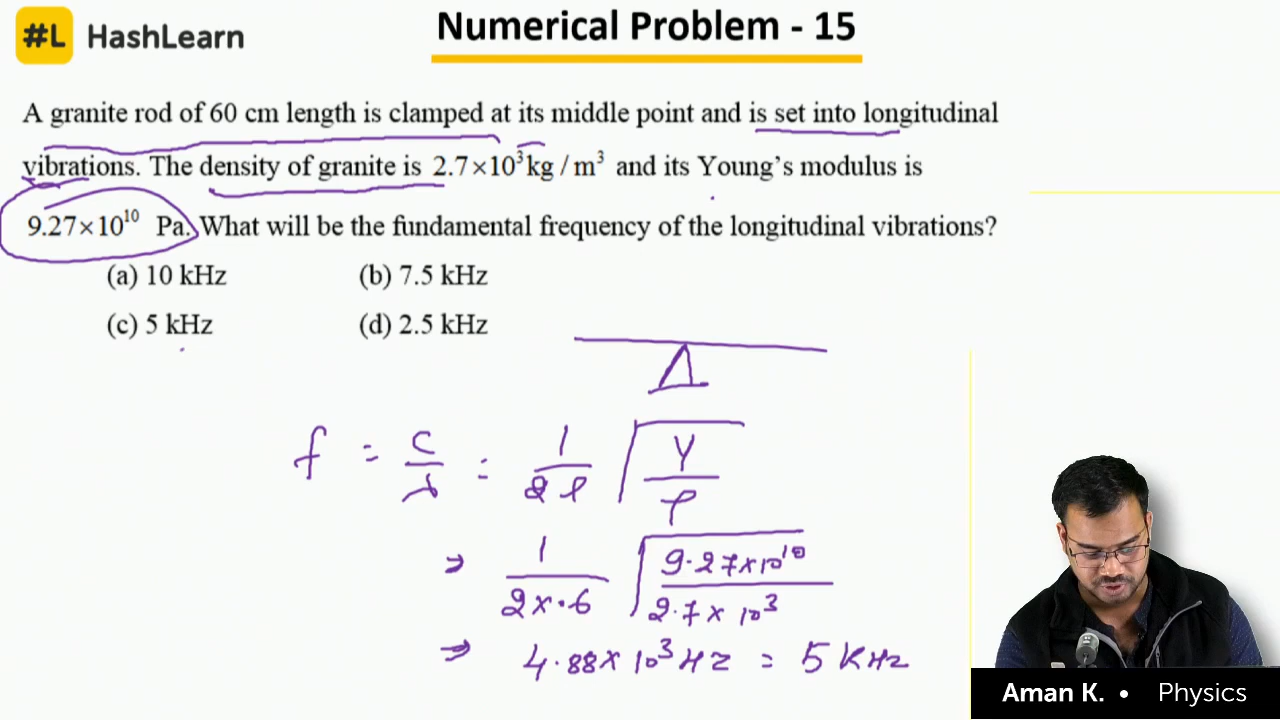 #L HashLearn
Numerical Problem - 15
A granite rod of 60 cm length is clamped at its middle point and is set into longitudinal
vibrations. The density of granite is 2.7×10³ kg / m³ and its Young's modulus is
9.27×10¹⁰ Pa. What will be the fundamental frequency of the longitudinal vibrations?
(a) 10 kHz (b) 7.5 kHz
(c) 5 kHz (d) 2.5 kHz
f = c/λ = 1/2l √Y/ρ
⇒ 1/2×.6 √9.27×10¹⁰/2.7×10³
⇒ 4.88×10³HZ = 5KHz
Aman K. • Physics